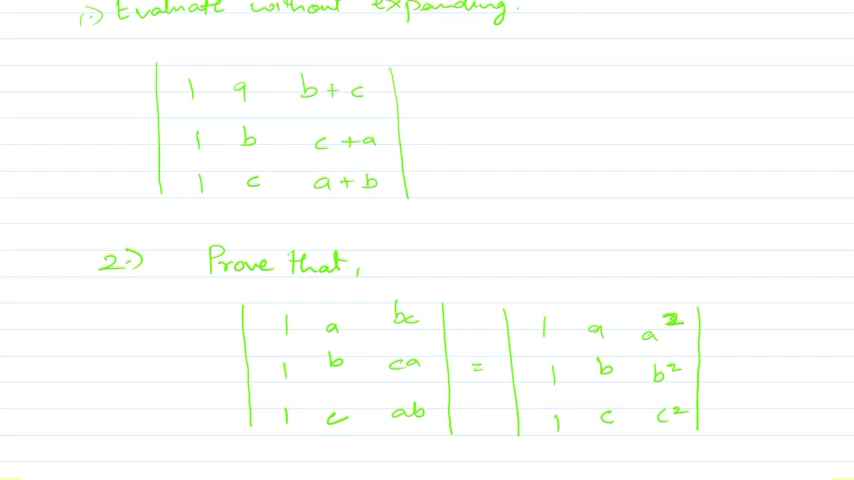 1.) Evaluate without expanding.
| 1 a b + c |
| 1 b c + a |
| 1 c a + b |
2.) Prove that,
| 1 a bc | = | 1 a a² |
| 1 b ca | | 1 b b² |
| 1 c ab | | 1 c c² |